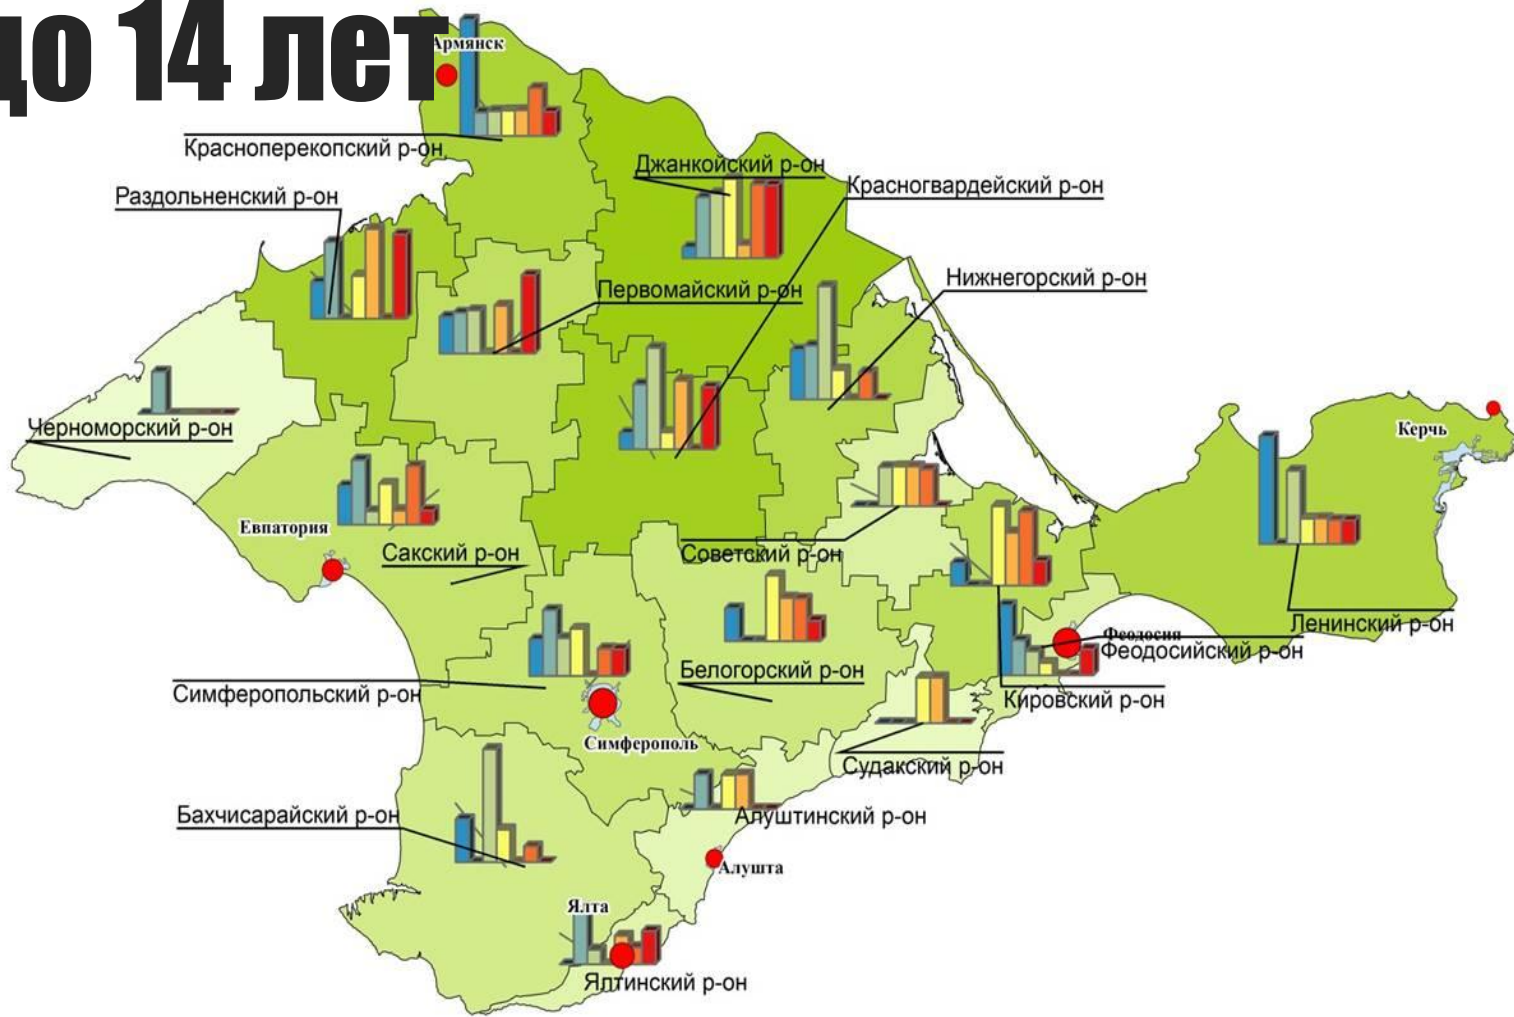 до 14 лет
Армянск
Красноперекопский р-он
Джанкойский р-он
Красногвардейский р-он
Раздольненский р-он
Нижнегорский р-он
Первомайский р-он
Черноморский р-он
Керчь
Евпатория
Сакский р-он
Советский р-он
Ленинский р-он
Феодосия
Феодосийский р-он
Белогорский р-он
Симферопольский р-он
Кировский р-он
Симферополь
Судакский р-он
Бахчисарайский р-он
Алуштинский р-он
Алушта
Ялта
Ялтинский р-он